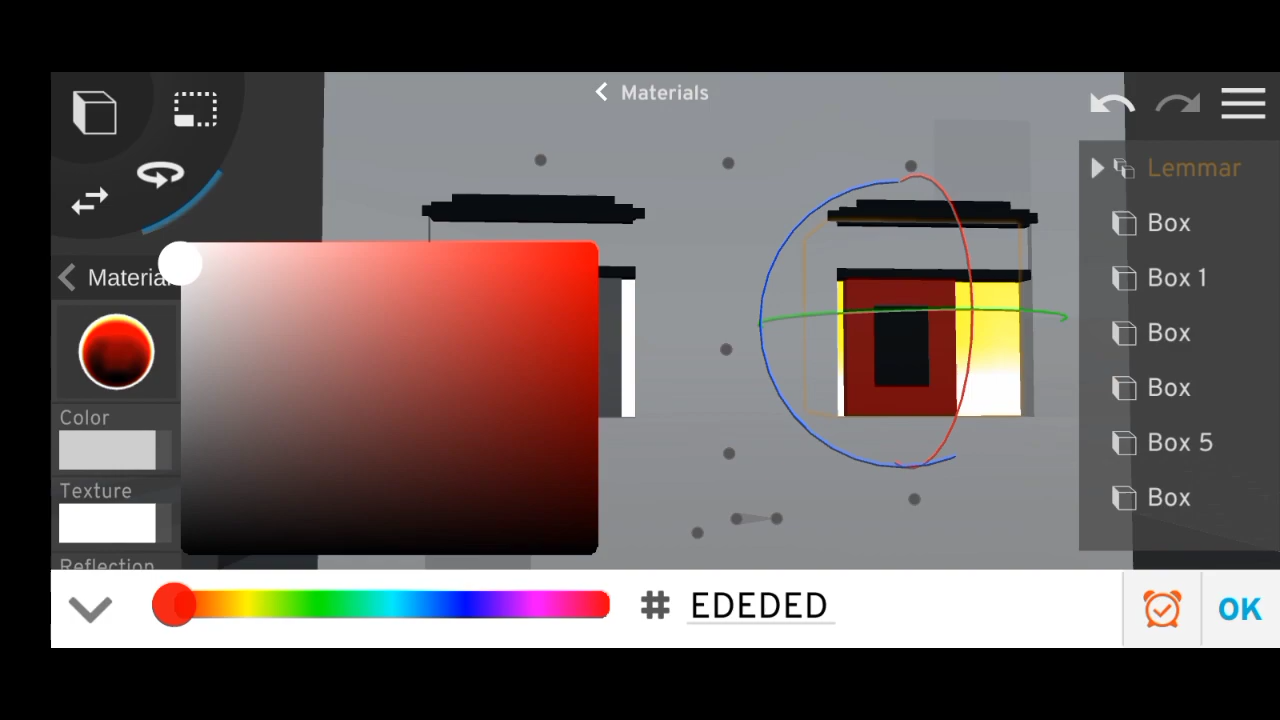 Materials
Lemmar
Box
Box 1
Box
Box
Box 5
Box
Materia
Color
Texture
Reflection
# EDEDED
OK